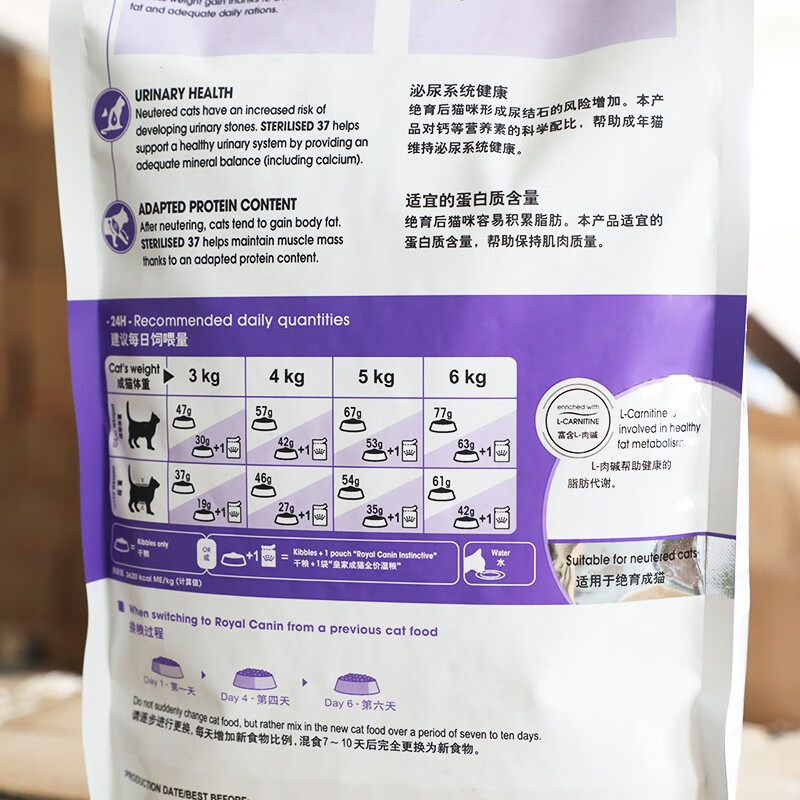 fat and adequate daily rations.
URINARY HEALTH
Neutered cats have an increased risk of
developing urinary stones. STERILISED 37 helps
support a healthy urinary system by providing an
adequate mineral balance (including calcium).
泌尿系统健康
绝育后猫咪形成尿结石的风险增加。本产
品对钙等营养素的科学配比，帮助成年猫
维持泌尿系统健康。
ADAPTED PROTEIN CONTENT
After neutering, cats tend to gain body fat.
STERILISED 37 helps maintain muscle mass
thanks to an adapted protein content.
适宜的蛋白质含量
绝育后猫咪容易积累脂肪。本产品适宜的
蛋白质含量，帮助保持肌肉质量。
-24H- Recommended daily quantities
建议每日饲喂量
Cat's weight 3 kg 4 kg 5 kg 6 kg
成猫体重
47g 57g 67g 77g
30g+1 42g+1 53g+1 63g+1
37g 46g 54g 61g
19g+1 27g+1 35g+1 42g+1
enriched with
L-CARNITINE
富含L-肉碱
L-Carnitine is
involved in healthy
fat metabolism.
L-肉碱帮助健康的
脂肪代谢。
Kibbles only
干粮
OR
或
+1 = Kibbles + 1 pouch "Royal Canin Instinctive"
干粮+1袋"皇家成猫全价湿粮"
Water
水
3620 kcal ME/kg (计算值)
Suitable for neutered cats
适用于绝育成猫
When switching to Royal Canin from a previous cat food
换粮过程
Day 1 - 第一天
Day 4 - 第四天
Day 6 - 第六天
Do not suddenly change cat food, but rather mix in the new cat food over a period of seven to ten days.
请逐步进行更换，每天增加新食物比例，混食7～10天后完全更换为新食物。
PRODUCTION DATE/BEST BEFORE: